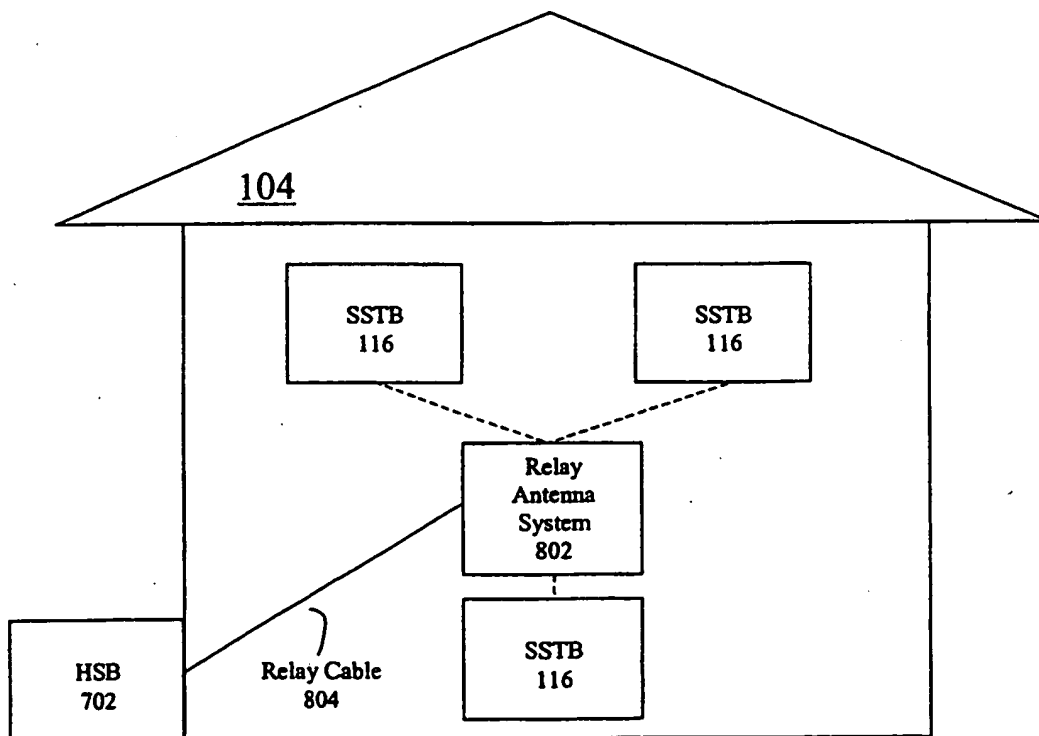 104
SSTB
116
SSTB
116
Relay
Antenna
System
802
HSB
702
Relay Cable
804
SSTB
116